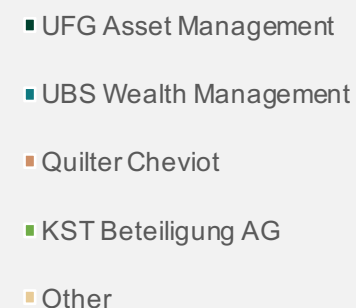 UFG Asset Management
UBS Wealth Management
Quilter Cheviot
KST Beteiligung AG
Other